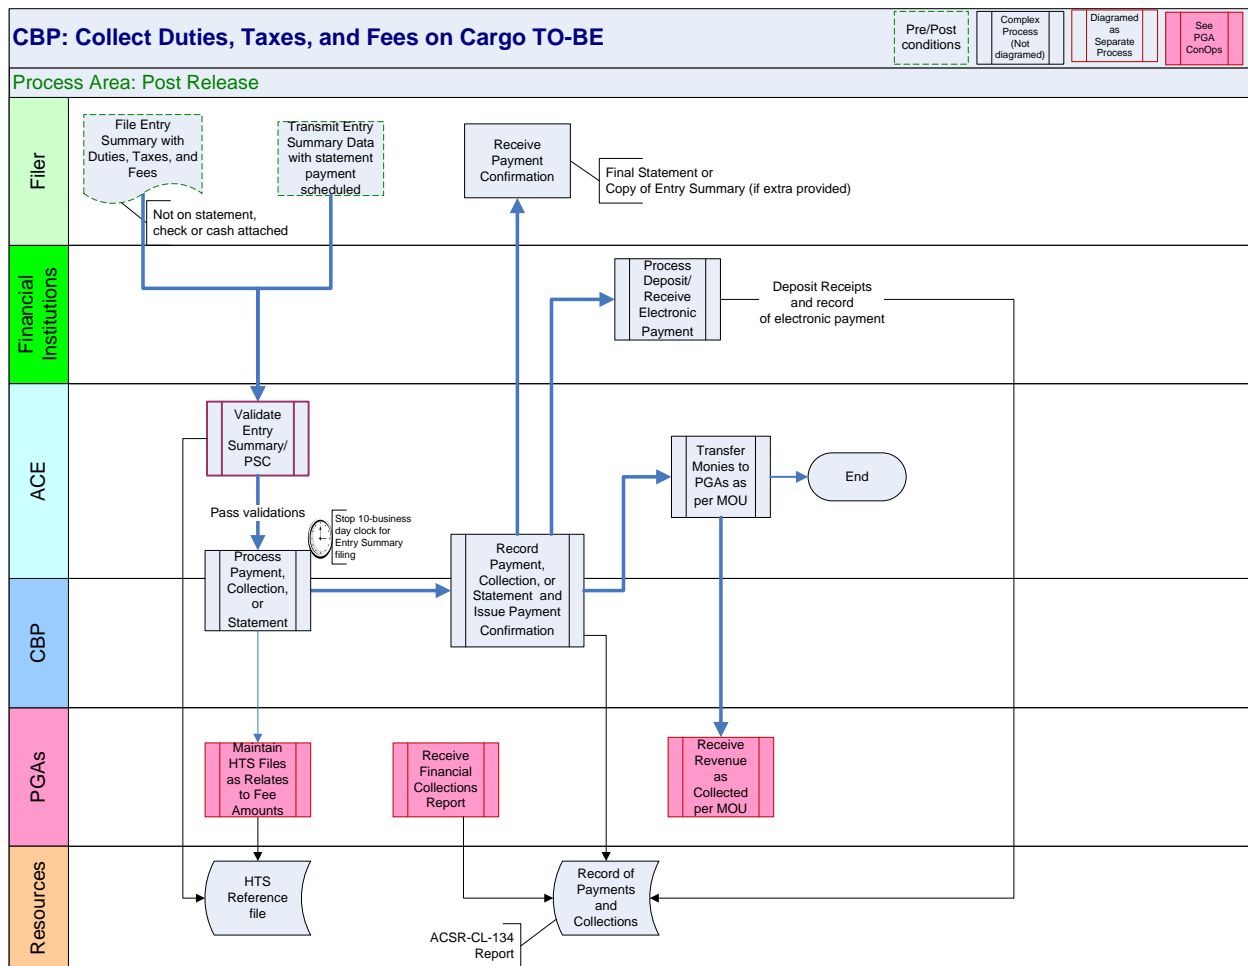 CBP: Collect Duties, Taxes, and Fees on Cargo TO-BE
Pre/Post
conditions
Complex
Process
(Not
diagramed)
Diagramed
as
Separate
Process
See
PGA
ConOps
Process Area: Post Release
Filer
File Entry
Summary with
Duties, Taxes, and
Fees
Transmit Entry
Summary Data
with statement
payment
scheduled
Receive
Payment
Confirmation
Final Statement or
Copy of Entry Summary (if extra provided)
Not on statement,
check or cash attached
Financial
Institutions
Process
Deposit/
Receive
Electronic
Payment
Deposit Receipts
and record
of electronic payment
ACE
Validate
Entry
Summary/
PSC
Pass validations
Stop 10-business
day clock for
Entry Summary
filing
Transfer
Monies to
PGAs as
per MOU
End
Process
Payment,
Collection,
or
Statement
Record
Payment,
Collection, or
Statement and
Issue Payment
Confirmation
CBP
PGAs
Maintain
HTS Files
as Relates
to Fee
Amounts
Receive
Financial
Collections
Report
Receive
Revenue
as
Collected
per MOU
Resources
HTS
Reference
file
Record of
Payments
and
Collections
ACSR-CL-134
Report